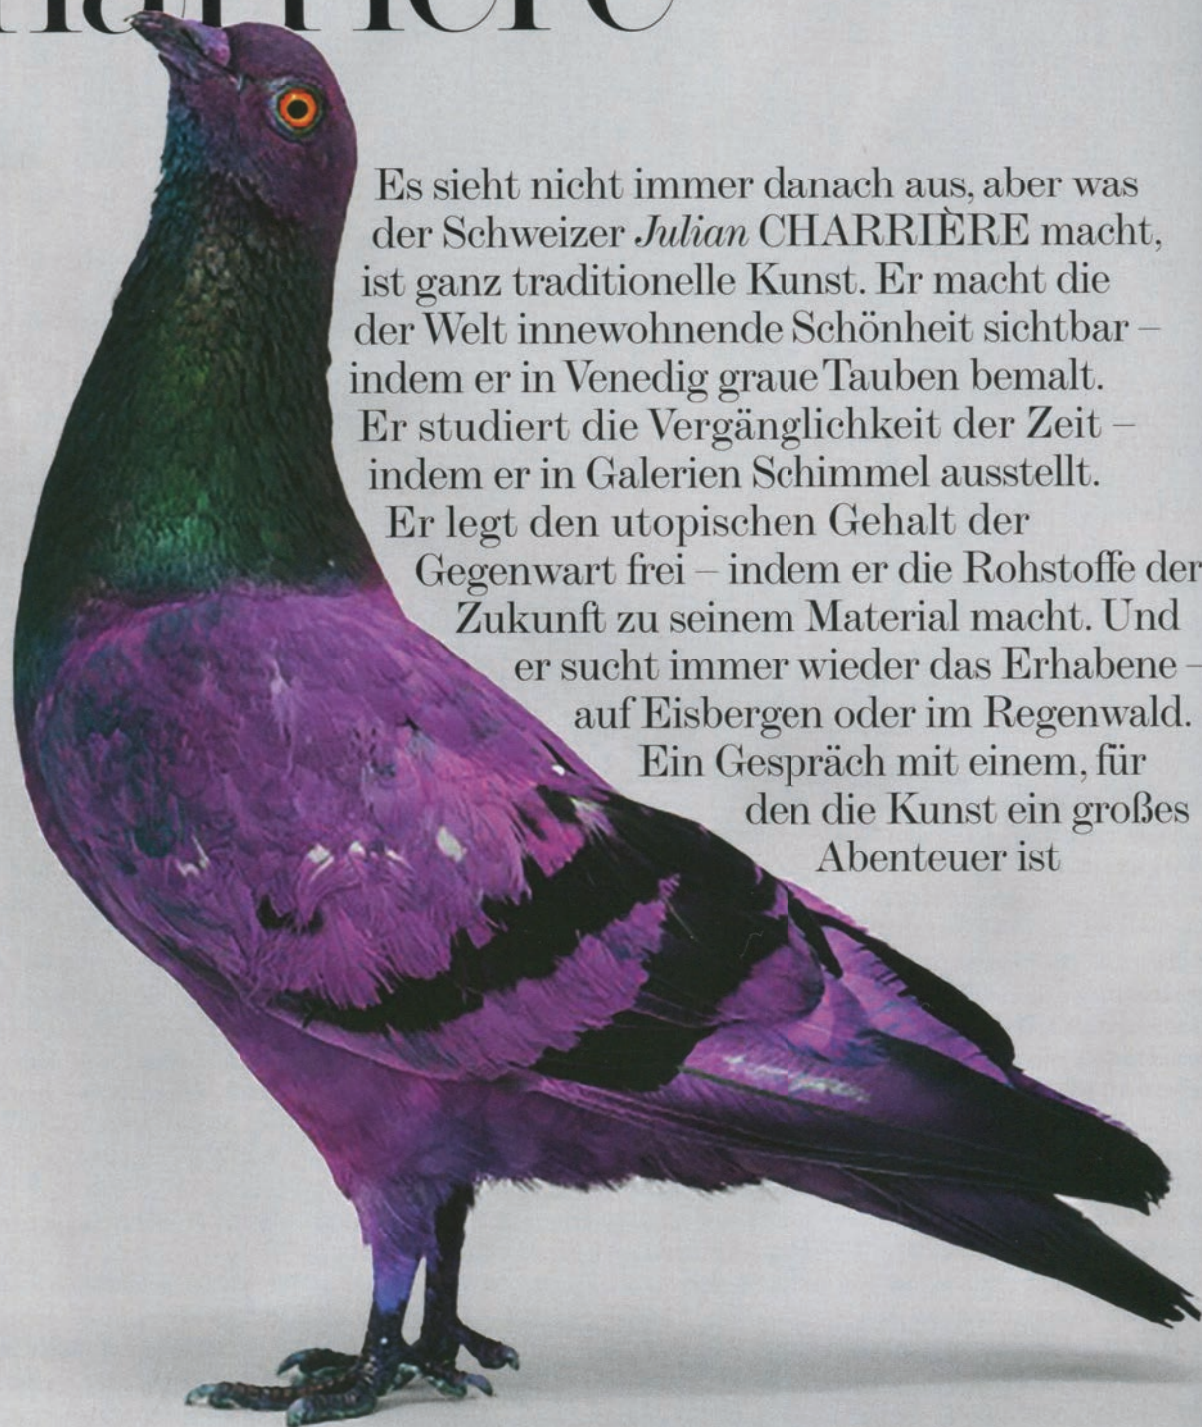 Es sieht nicht immer danach aus, aber was
der Schweizer Julian CHARRIÈRE macht,
ist ganz traditionelle Kunst. Er macht die
der Welt innewohnende Schönheit sichtbar –
indem er in Venedig graue Tauben bemalt.
Er studiert die Vergänglichkeit der Zeit –
indem er in Galerien Schimmel ausstellt.
Er legt den utopischen Gehalt der
Gegenwart frei – indem er die Rohstoffe der
Zukunft zu seinem Material macht. Und
er sucht immer wieder das Erhabene –
auf Eisbergen oder im Regenwald.
Ein Gespräch mit einem, für
den die Kunst ein großes
Abenteuer ist